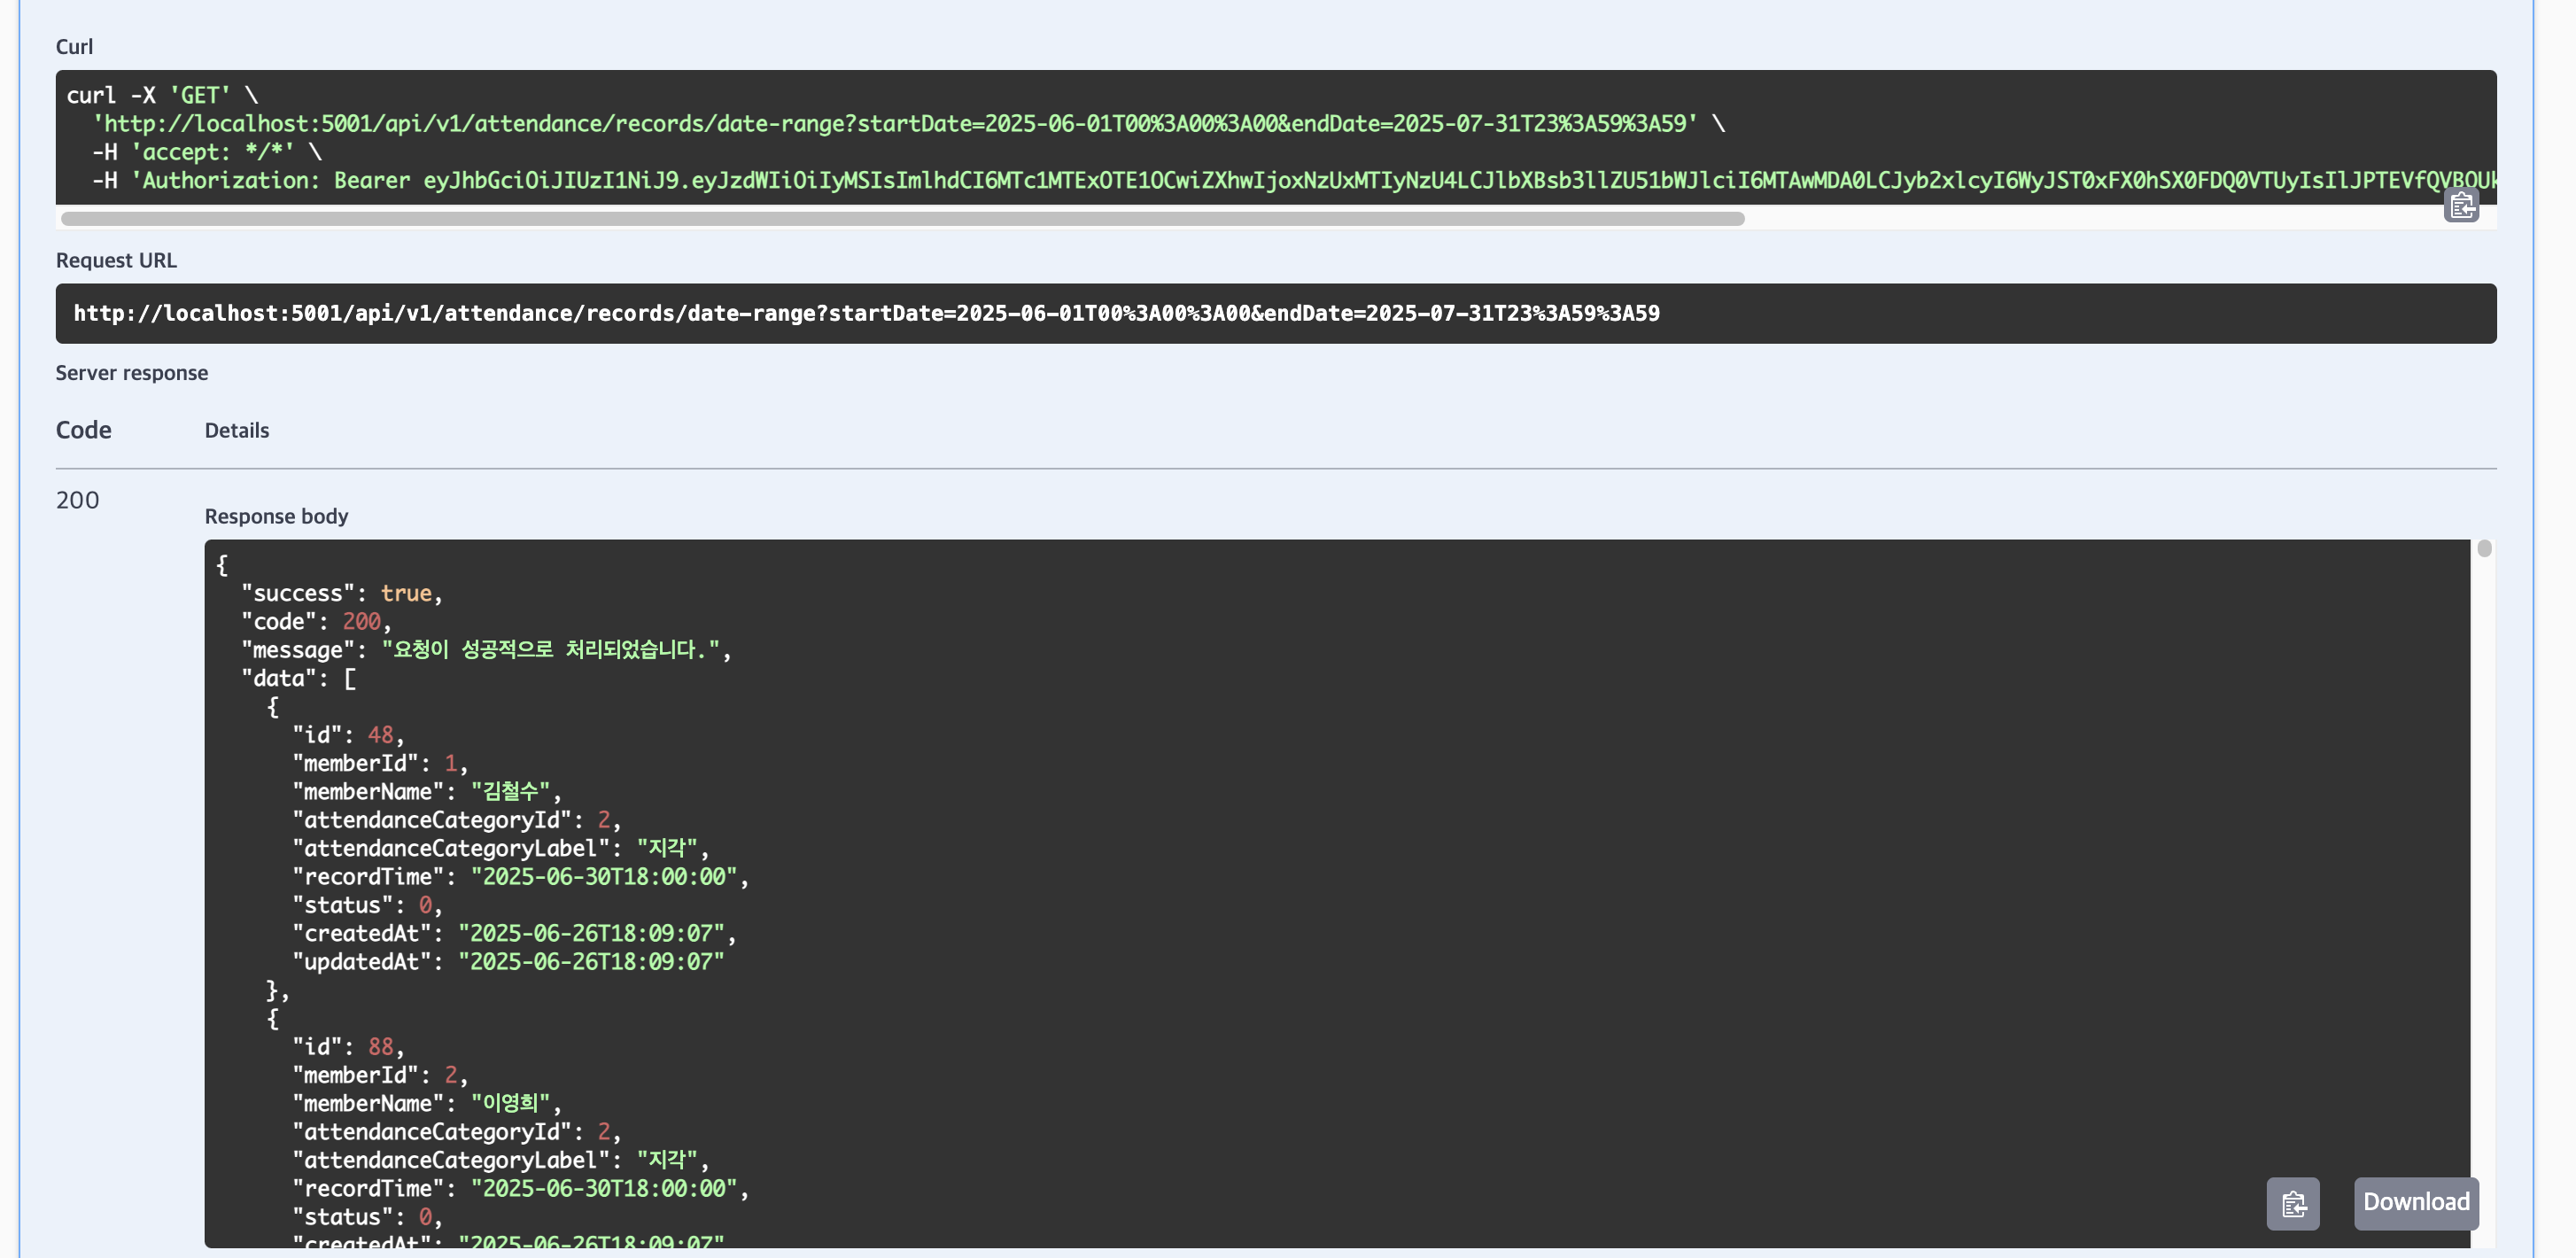 Curl
curl -X 'GET' \
'http://localhost:5001/api/v1/attendance/records/date-range?startDate=2025-06-01T00%3A00%3A00&endDate=2025-07-31T23%3A59%3A59' \
-H 'accept: */*' \
-H 'Authorization: Bearer eyJhbGciOiJIUzI1NiJ9.eyJzdWIiOiIyMSIsImlhdCI6MTc1MTExOTE1OCwiZXhwIjoxNzUxMTIyNzU4LCJlbXBsb3llZU51bWJlciI6MTAwMDA0LCJyb2xlcyI6WyJST0xFX0hSX0FDQ0VTUyIsIlJPTEVfQVBQUk
Request URL
http://localhost:5001/api/v1/attendance/records/date-range?startDate=2025-06-01T00%3A00%3A00&endDate=2025-07-31T23%3A59%3A59
Server response
Code Details
200
Response body
{
"success": true,
"code": 200,
"message": "요청이 성공적으로 처리되었습니다.",
"data": [
{
"id": 48,
"memberId": 1,
"memberName": "김철수",
"attendanceCategoryId": 2,
"attendanceCategoryLabel": "지각",
"recordTime": "2025-06-30T18:00:00",
"status": 0,
"createdAt": "2025-06-26T18:09:07",
"updatedAt": "2025-06-26T18:09:07"
},
{
"id": 88,
"memberId": 2,
"memberName": "이영희",
"attendanceCategoryId": 2,
"attendanceCategoryLabel": "지각",
"recordTime": "2025-06-30T18:00:00",
"status": 0,
"createdAt": "2025-06-26T18:09:07"
Download